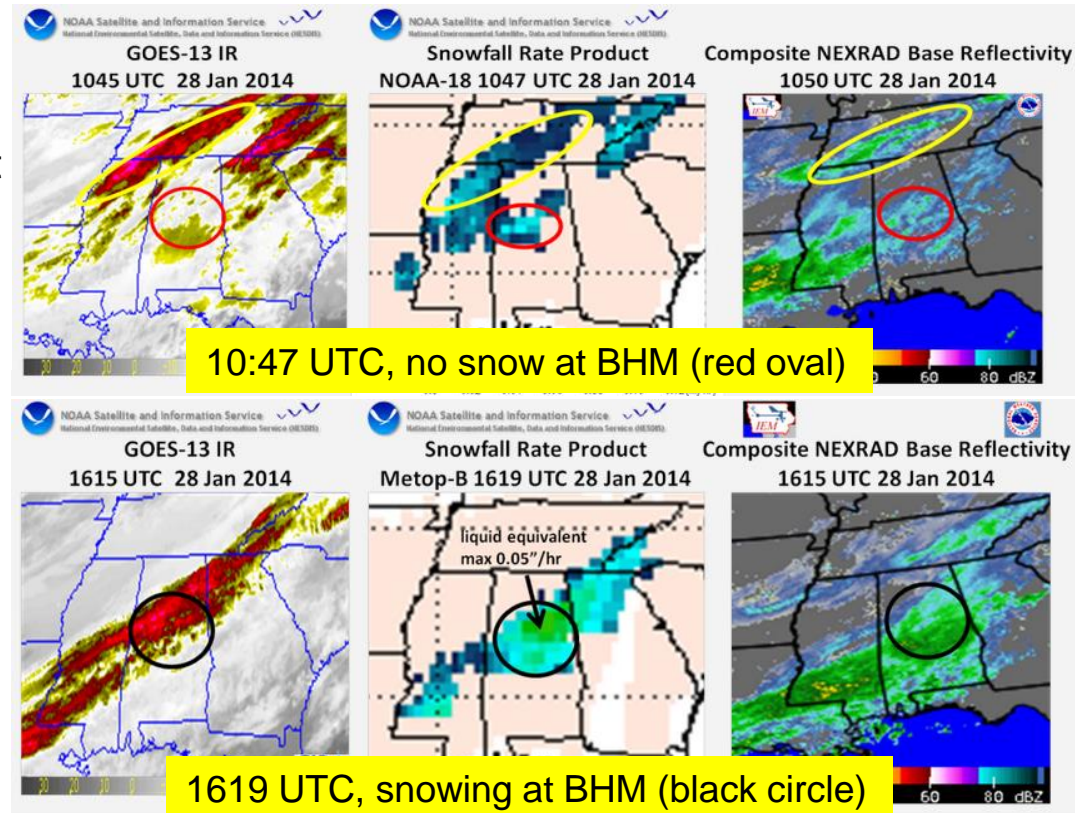 NOAA Satellite and Information Service
National Environmental Satellite, Data and Information Service (NESDIS)
GOES-13 IR
1045 UTC 28 Jan 2014
NOAA Satellite and Information Service
National Environmental Satellite, Data and Information Service (NESDIS)
Snowfall Rate Product
NOAA-18 1047 UTC 28 Jan 2014
Composite NEXRAD Base Reflectivity
1050 UTC 28 Jan 2014
IEM
10:47 UTC, no snow at BHM (red oval)
30 20 10
60 80 dBZ
NOAA Satellite and Information Service
National Environmental Satellite, Data and Information Service (NESDIS)
GOES-13 IR
1615 UTC 28 Jan 2014
NOAA Satellite and Information Service
National Environmental Satellite, Data and Information Service (NESDIS)
Snowfall Rate Product
Metop-B 1619 UTC 28 Jan 2014
liquid equivalent
max 0.05"/hr
IEM
Composite NEXRAD Base Reflectivity
1615 UTC 28 Jan 2014
1619 UTC, snowing at BHM (black circle)
30 20 10
60 80 dBZ